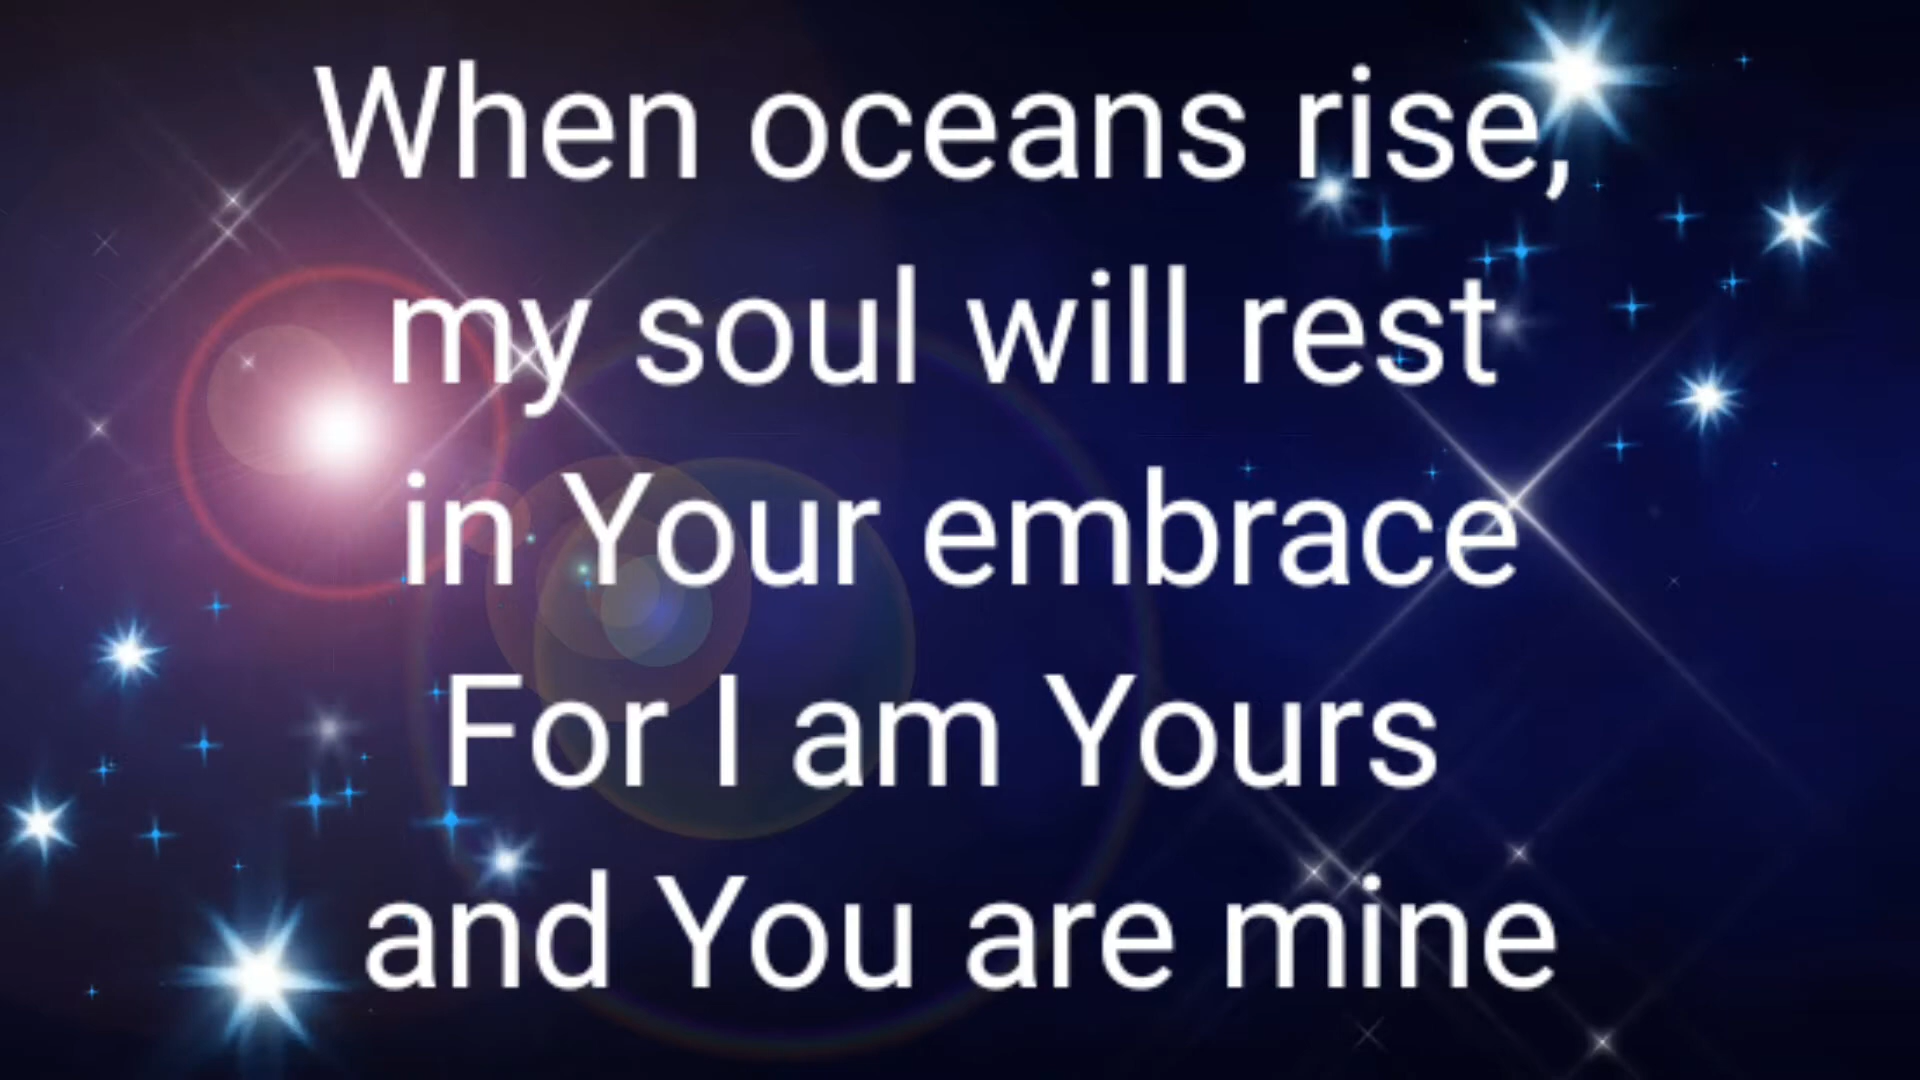 When oceans rise,
my soul will rest
in Your embrace
For I am Yours
and You are mine